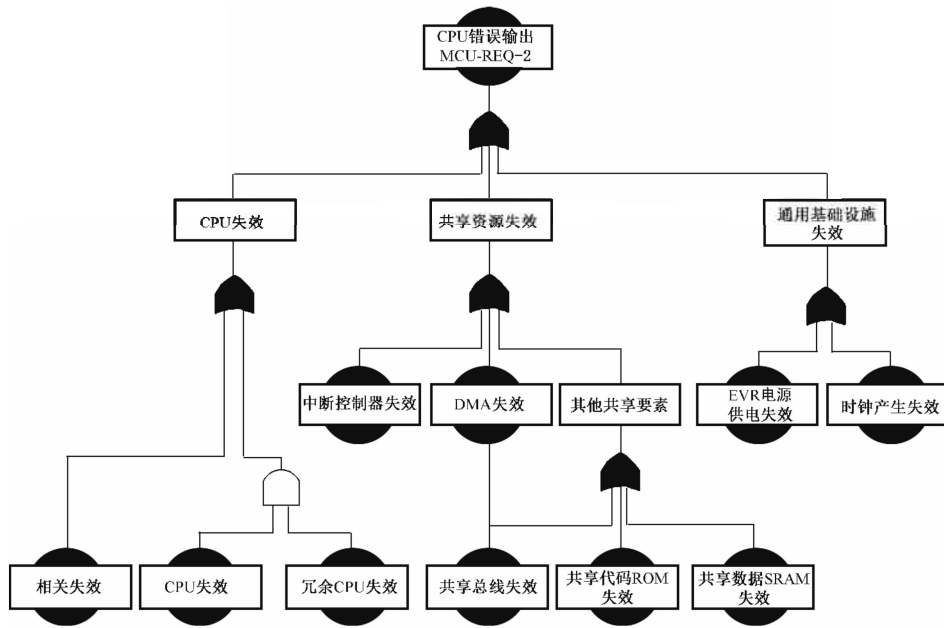 CPU错误输出
MCU-REQ-2
CPU失效
共享资源失效
通用基础设施
失效
中断控制器失效
DMA失效
其他共享要素
EVR电源
供电失效
时钟产生失效
相关失效
CPU失效
冗余CPU失效
共享总线失效
共享代码ROM
失效
共享数据SRAM
失效